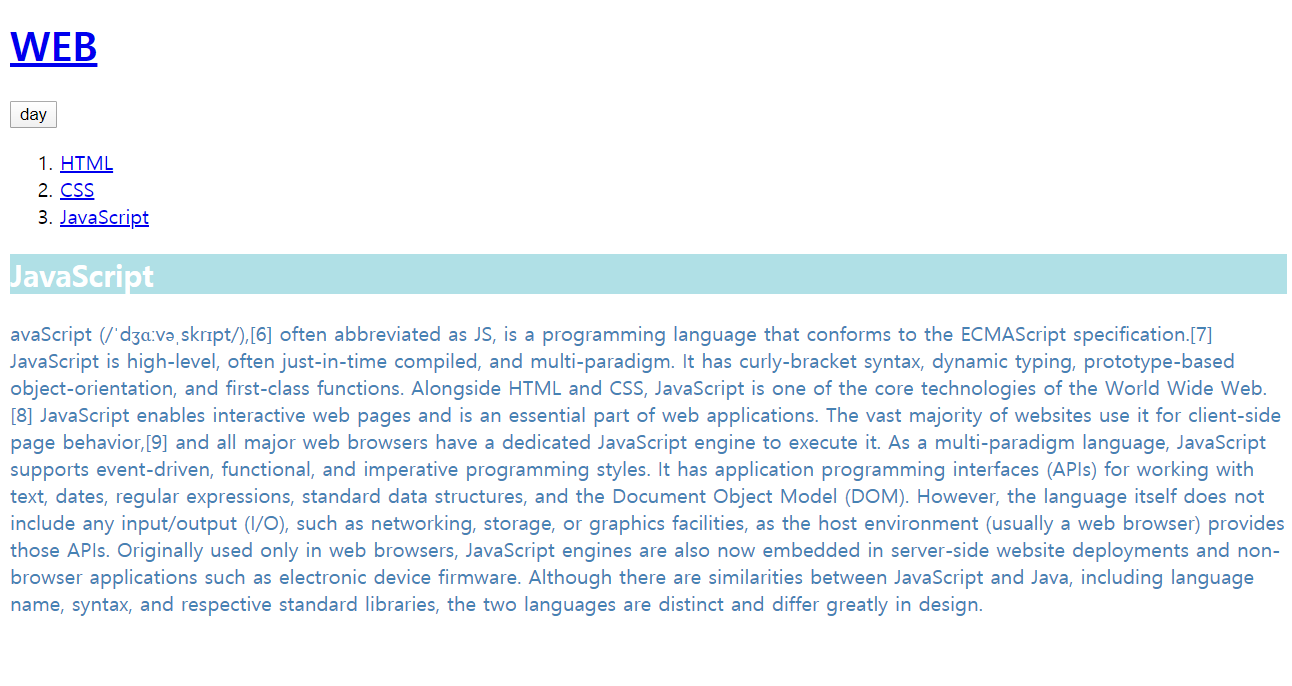 WEB
day
1. HTML
2. CSS
3. JavaScript
JavaScript
avaScript (/ˈdʒɑːvəˌskrɪpt/),[6] often abbreviated as JS, is a programming language that conforms to the ECMAScript specification.[7]
JavaScript is high-level, often just-in-time compiled, and multi-paradigm. It has curly-bracket syntax, dynamic typing, prototype-based
object-orientation, and first-class functions. Alongside HTML and CSS, JavaScript is one of the core technologies of the World Wide Web.
[8] JavaScript enables interactive web pages and is an essential part of web applications. The vast majority of websites use it for client-side
page behavior,[9] and all major web browsers have a dedicated JavaScript engine to execute it. As a multi-paradigm language, JavaScript
supports event-driven, functional, and imperative programming styles. It has application programming interfaces (APIs) for working with
text, dates, regular expressions, standard data structures, and the Document Object Model (DOM). However, the language itself does not
include any input/output (I/O), such as networking, storage, or graphics facilities, as the host environment (usually a web browser) provides
those APIs. Originally used only in web browsers, JavaScript engines are also now embedded in server-side website deployments and non-
browser applications such as electronic device firmware. Although there are similarities between JavaScript and Java, including language
name, syntax, and respective standard libraries, the two languages are distinct and differ greatly in design.